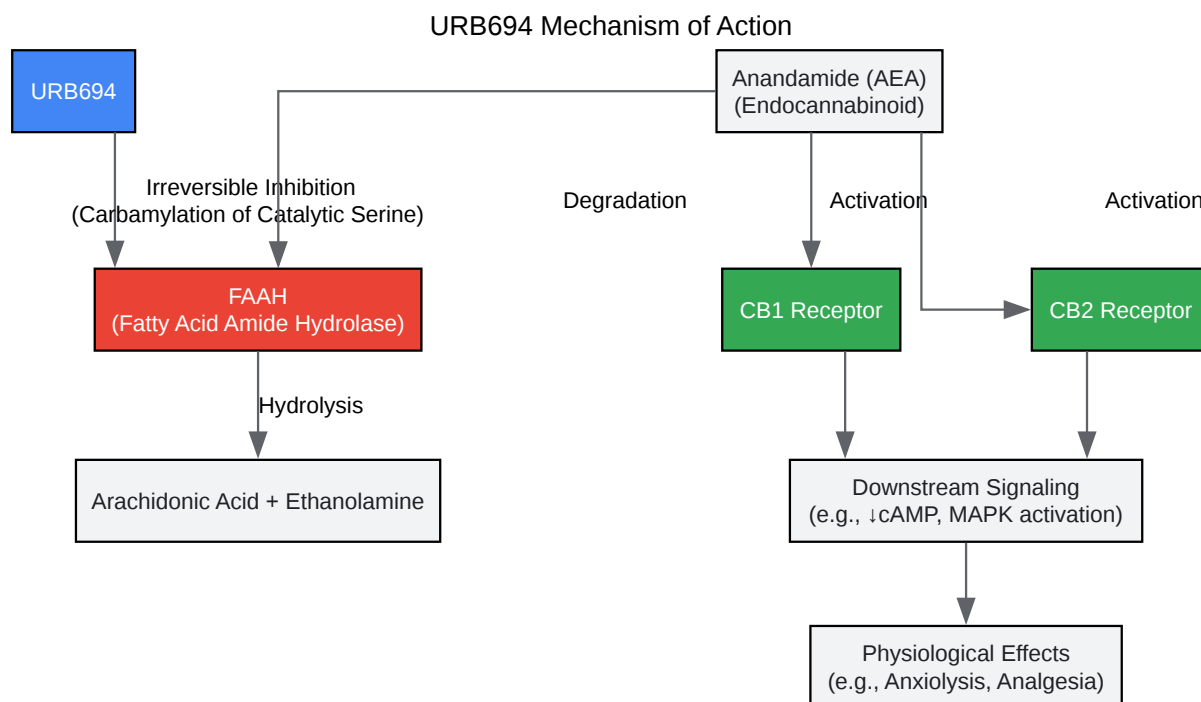 URB694 Mechanism of Action
URB694
Anandamide (AEA)
(Endocannabinoid)
Irreversible Inhibition
(Carbamylation of Catalytic Serine)
Degradation
Activation
Activation
FAAH
(Fatty Acid Amide Hydrolase)
CB1 Receptor
CB2 Receptor
Hydrolysis
Arachidonic Acid + Ethanolamine
Downstream Signaling
(e.g., ↓cAMP, MAPK activation)
Physiological Effects
(e.g., Anxiolysis, Analgesia)